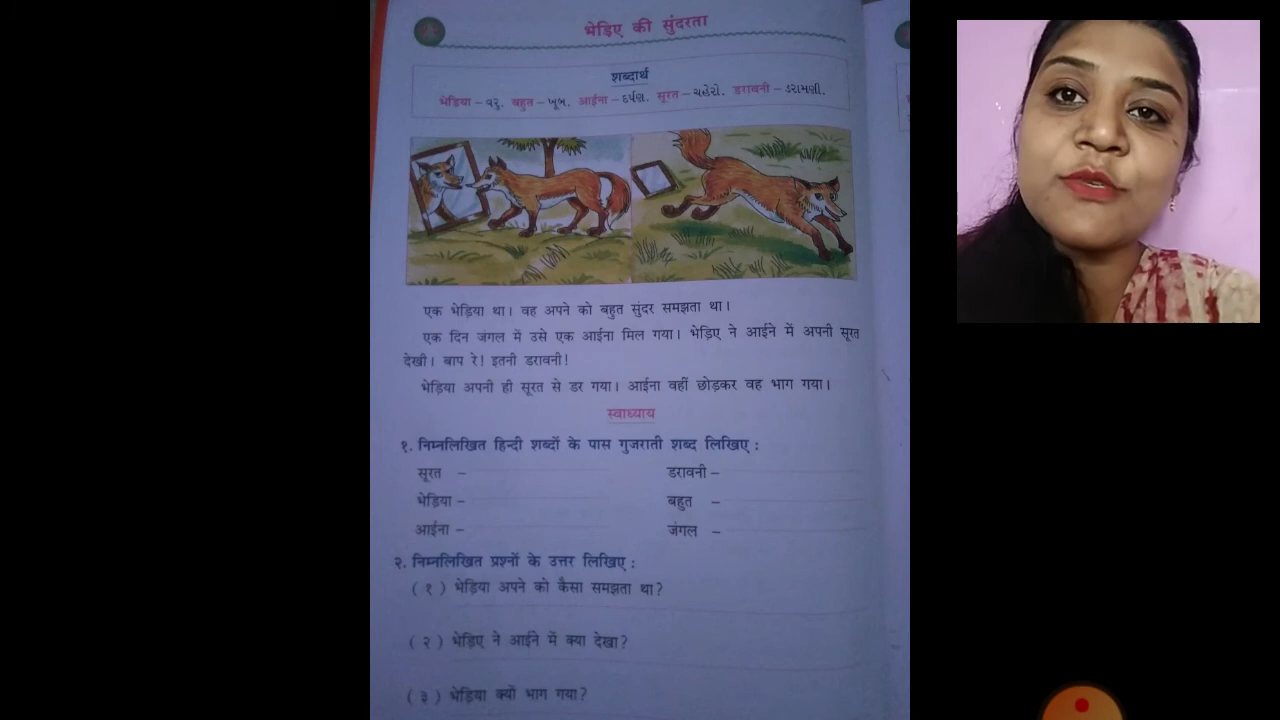 भेड़िए की सुंदरता
शब्दार्थ
भेड़िया – વરુ. बहुत – ખૂબ. आईना – દર્પણ. सूरत – ચહેરો. डरावनी – ડરામણી.
एक भेड़िया था। वह अपने को बहुत सुंदर समझता था।
एक दिन जंगल में उसे एक आईना मिल गया। भेड़िए ने आईने में अपनी सूरत
देखी। बाप रे! इतनी डरावनी!
भेड़िया अपनी ही सूरत से डर गया। आईना वहीं छोड़कर वह भाग गया।
स्वाध्याय
१. निम्नलिखित हिन्दी शब्दों के पास गुजराती शब्द लिखिए :
सूरत – डरावनी –
भेड़िया – बहुत –
आईना – जंगल –
२. निम्नलिखित प्रश्नों के उत्तर लिखिए :
( १ ) भेड़िया अपने को कैसा समझता था?
( २ ) भेड़िए ने आईने में क्या देखा?
( ३ ) भेड़िया क्यों भाग गया?